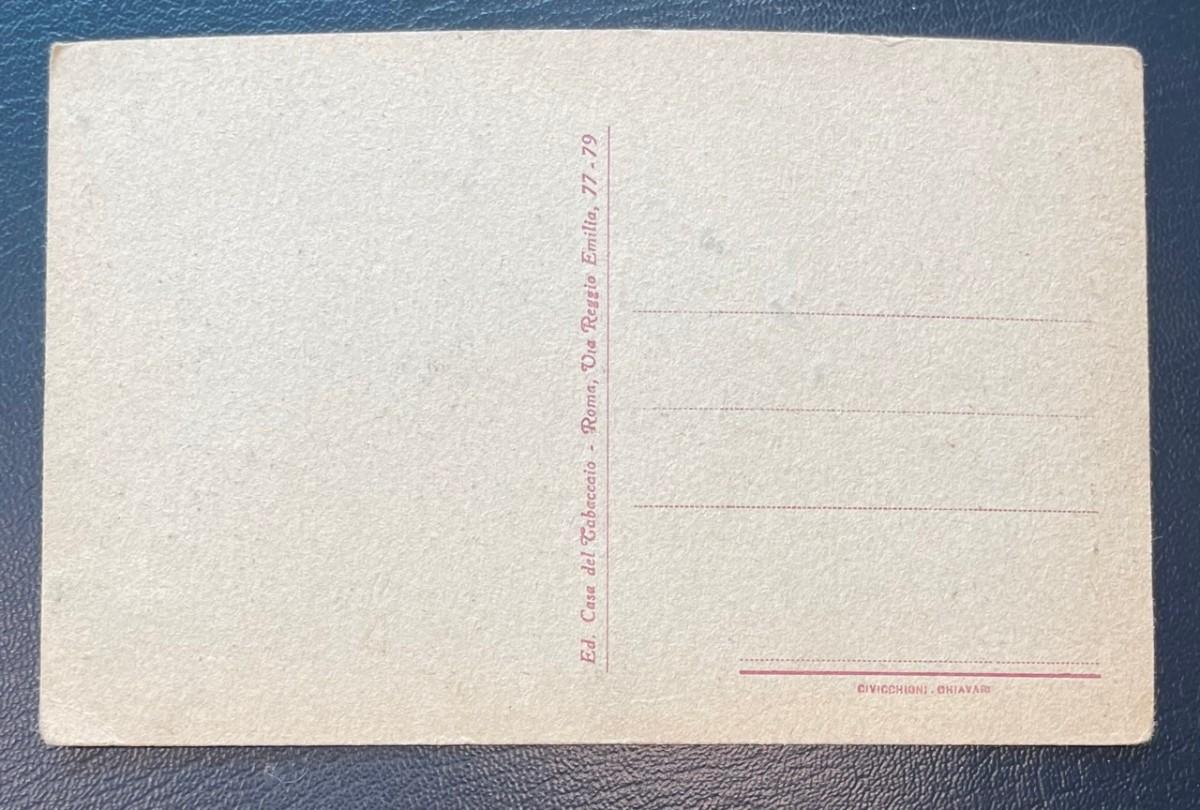 Ed. Casa del Tabaccaio - Roma, Via Reggio Emilia, 77 - 79
CIVICCHIONI - CHIAVARI